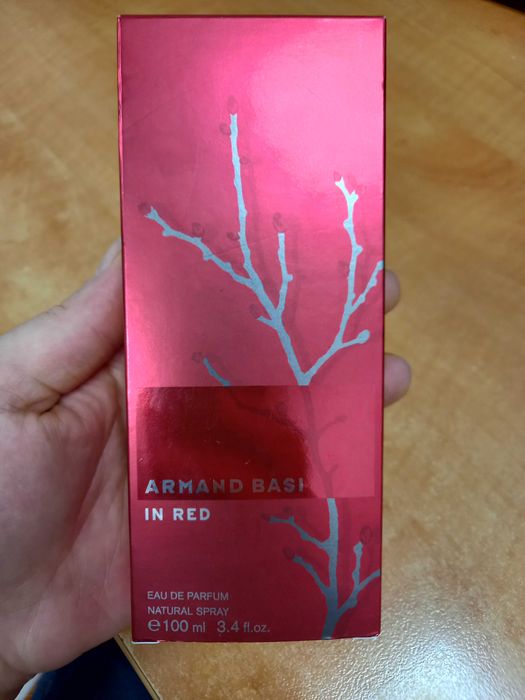 ARMAND BASI
IN RED
EAU DE PARFUM
NATURAL SPRAY
℮100 ml 3.4 fl.oz.